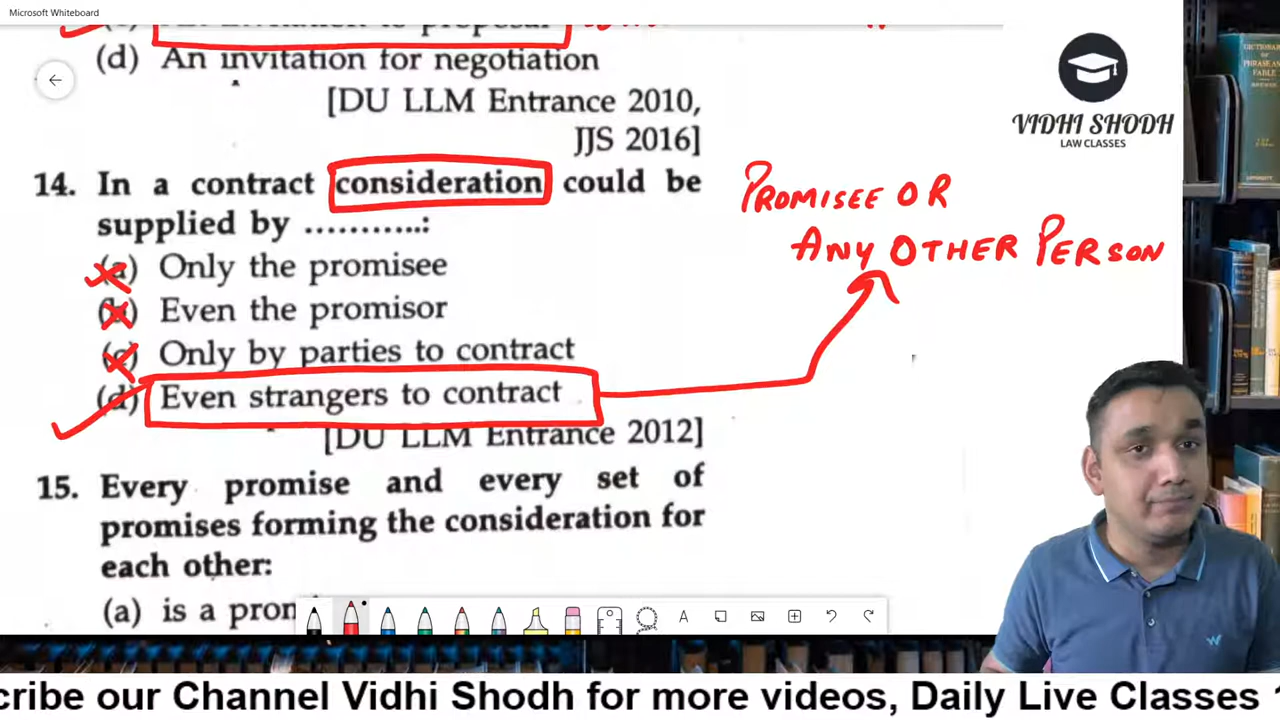 Microsoft Whiteboard
(d) An invitation for negotiation
[DU LLM Entrance 2010,
JJS 2016]
VIDHI SHODH
LAW CLASSES
14. In a contract consideration could be
supplied by ...........:
PROMISEE OR
ANY OTHER PERSON
(a) Only the promisee
(b) Even the promisor
(c) Only by parties to contract
(d) Even strangers to contract
[DU LLM Entrance 2012]
15. Every promise and every set of
promises forming the consideration for
each other:
(a) is a prom
A
cribe our Channel Vidhi Shodh for more videos, Daily Live Classes